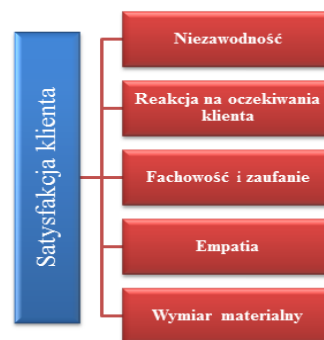 Satysfakcja klienta
Niezawodność
Reakcja na oczekiwania
klienta
Fachowość i zaufanie
Empatia
Wymiar materialny